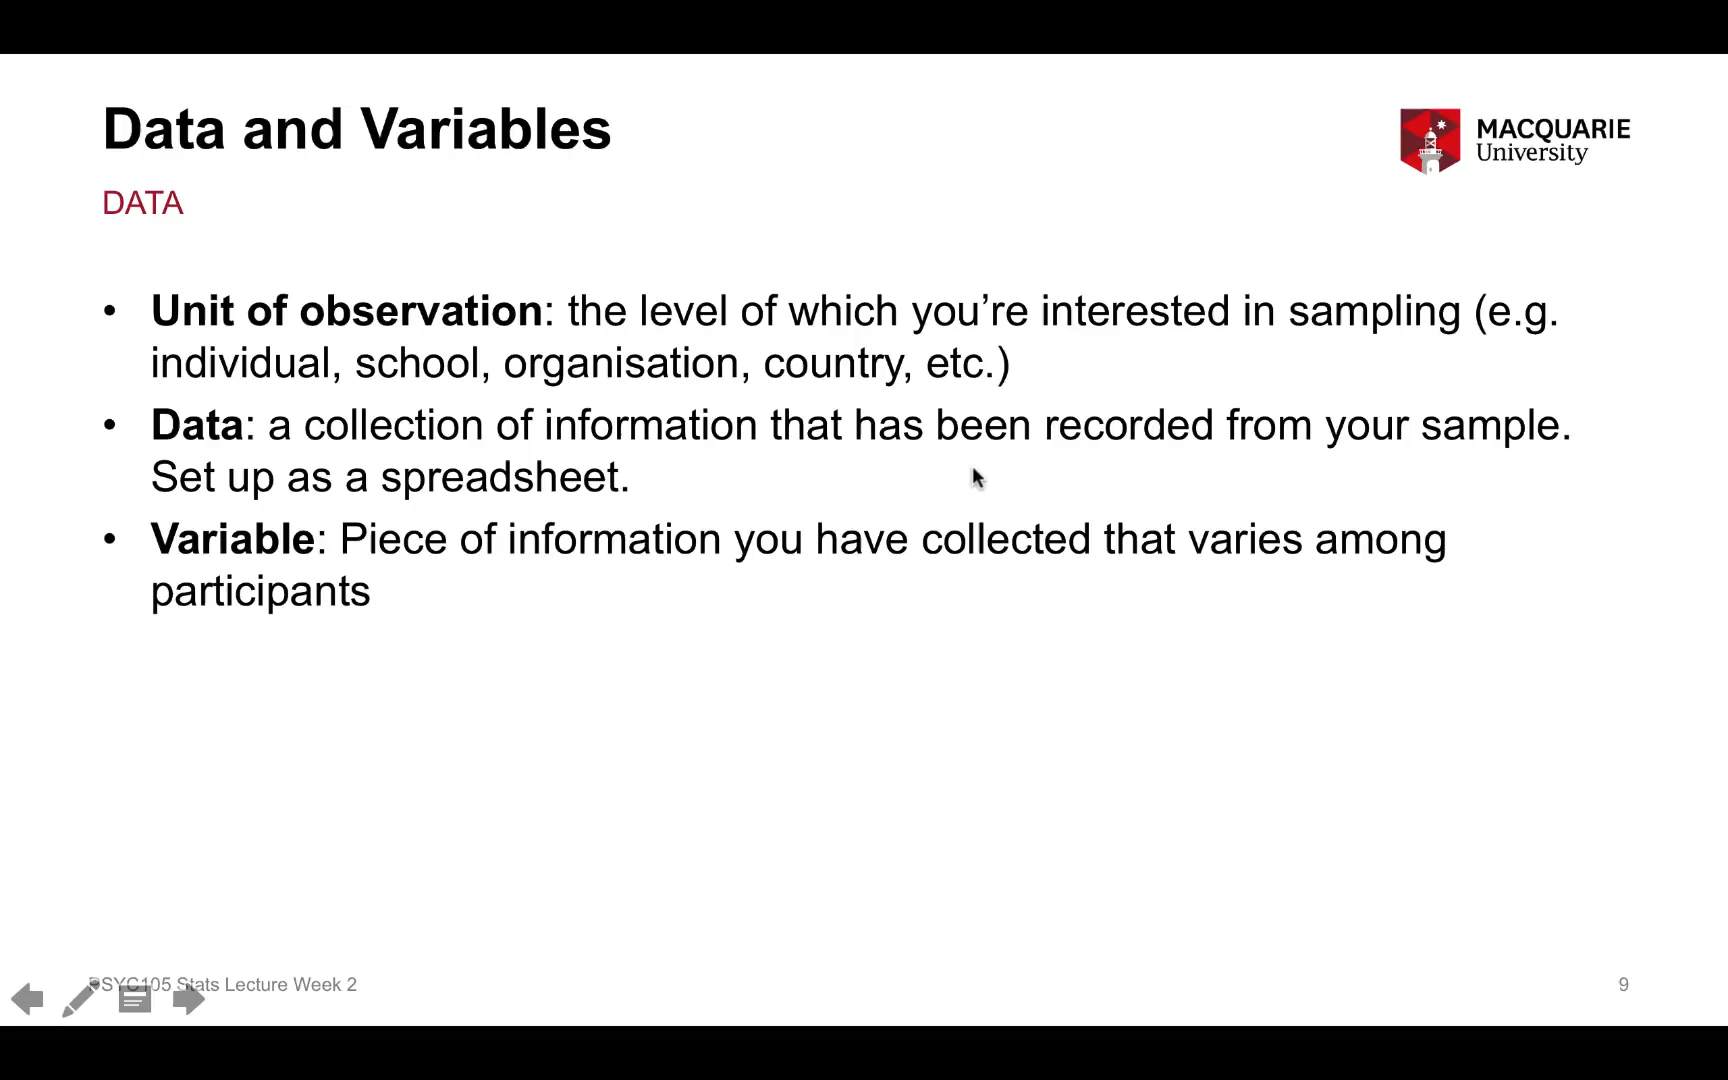 Data and Variables
MACQUARIE
University
DATA
• Unit of observation: the level of which you’re interested in sampling (e.g.
individual, school, organisation, country, etc.)
• Data: a collection of information that has been recorded from your sample.
Set up as a spreadsheet.
• Variable: Piece of information you have collected that varies among
participants
PSYC105 Stats Lecture Week 2
9